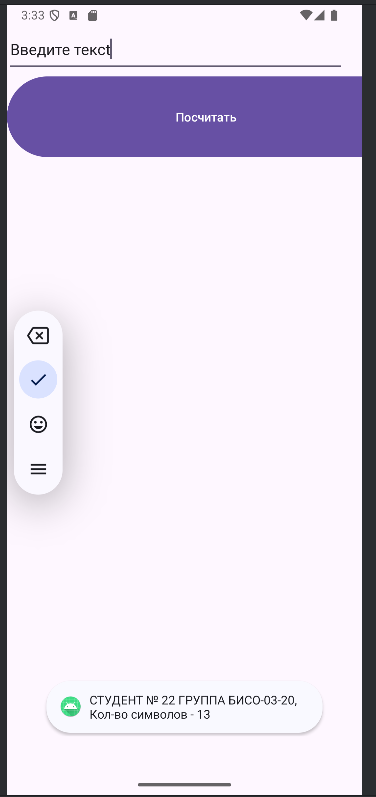 3:33
Введите текст
Посчитать
СТУДЕНТ № 22 ГРУППА БИСО-03-20,
Кол-во символов - 13